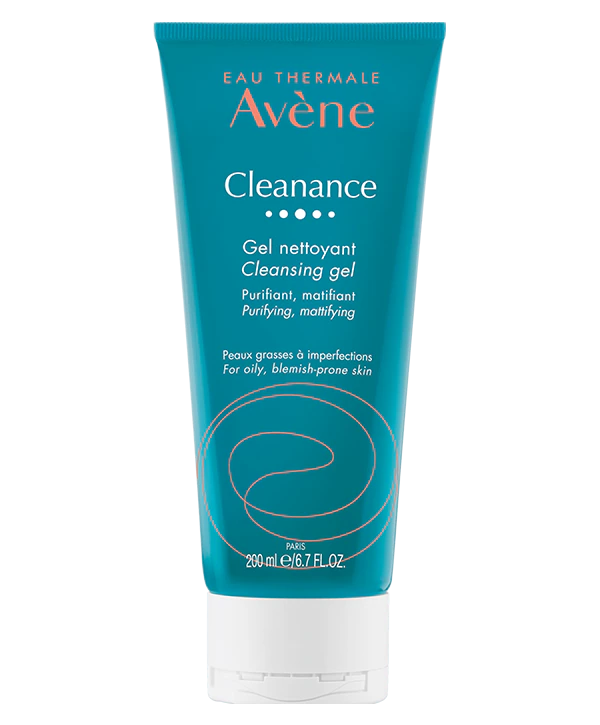 EAU THERMALE
Avène
Cleanance
Gel nettoyant
Cleansing gel
Purifiant, matifiant
Purifying, mattifying
Peaux grasses à imperfections
For oily, blemish-prone skin
PARIS
200 ml ℮/6.7 FL.OZ.